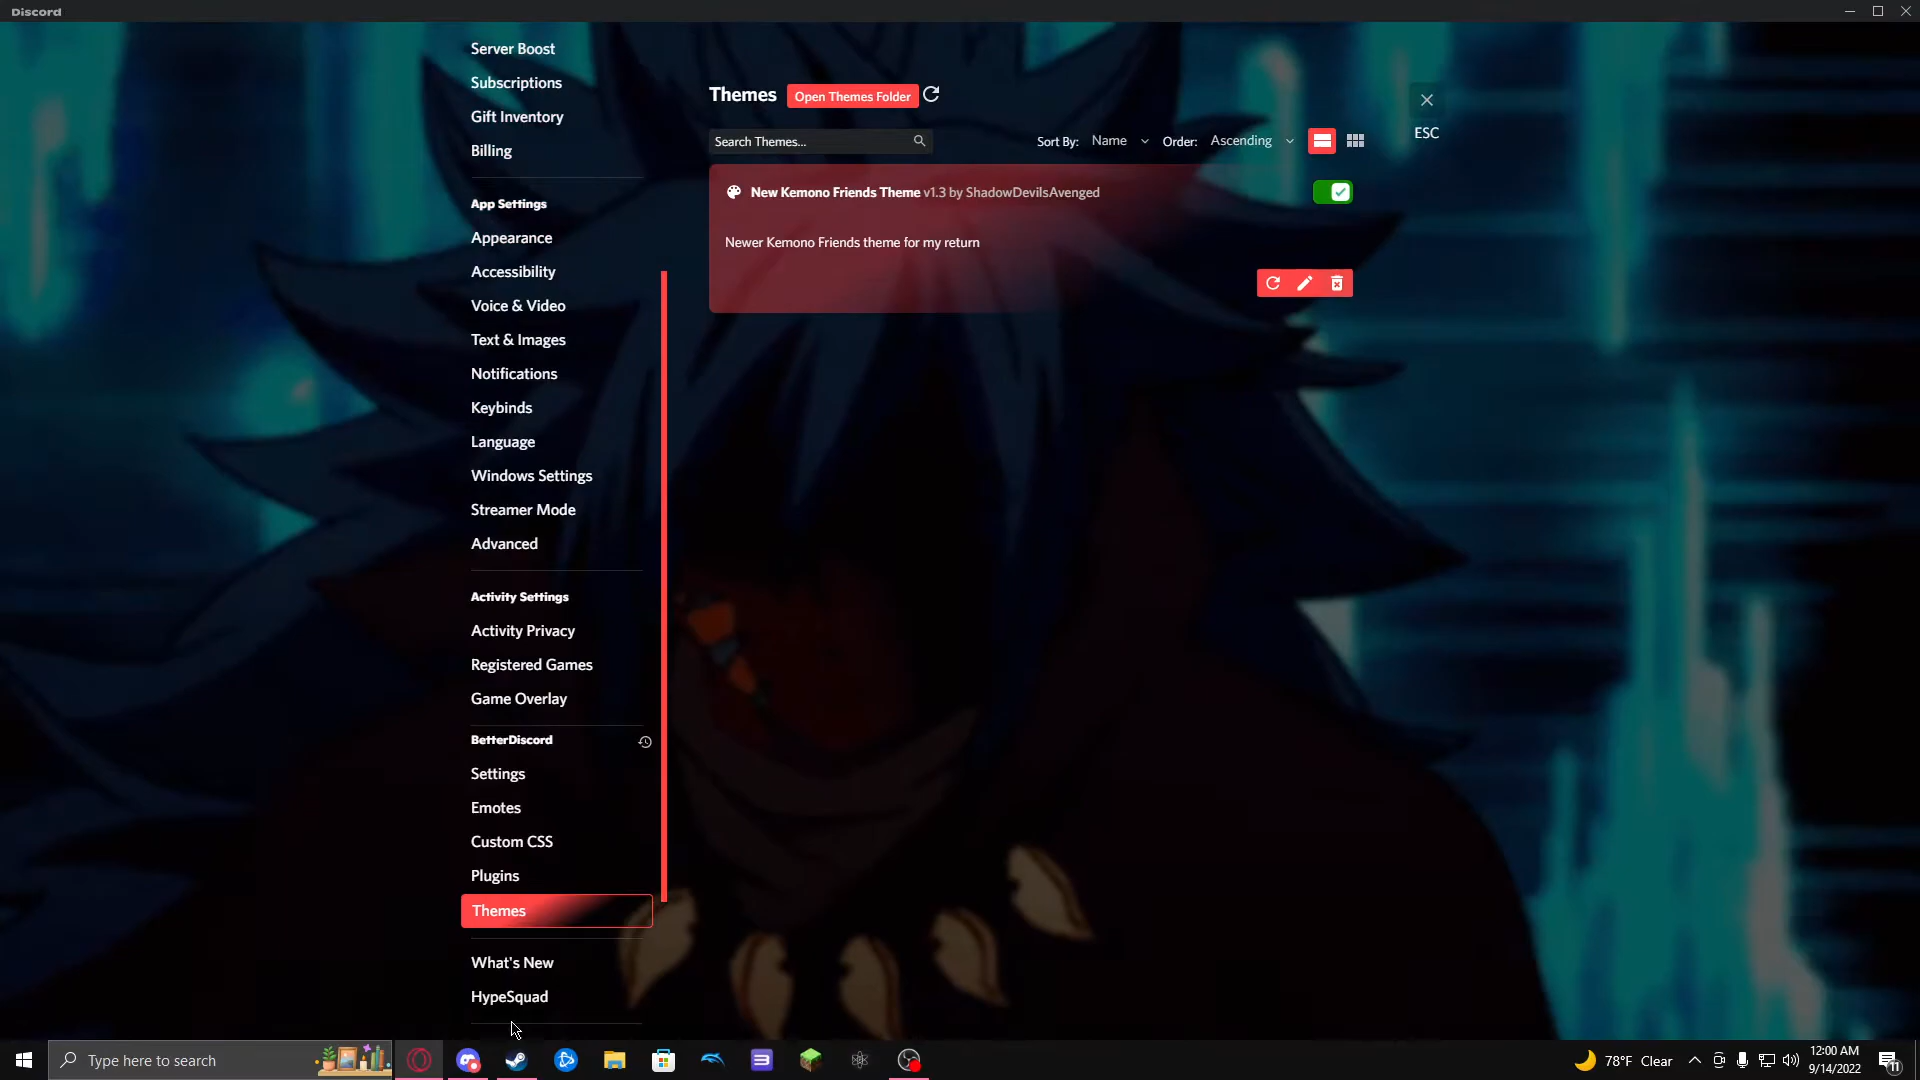 Discord
Server Boost
Subscriptions
Gift Inventory
Billing
App Settings
Appearance
Accessibility
Voice & Video
Text & Images
Notifications
Keybinds
Language
Windows Settings
Streamer Mode
Advanced
Activity Settings
Activity Privacy
Registered Games
Game Overlay
BetterDiscord
Settings
Emotes
Custom CSS
Plugins
Themes
What's New
HypeSquad
Themes Open Themes Folder
Search Themes... Sort By: Name Order: Ascending
ESC
New Kemono Friends Theme v1.3 by ShadowDevilsAvenged
Newer Kemono Friends theme for my return
Type here to search
78°F Clear
12:00 AM
9/14/2022
11